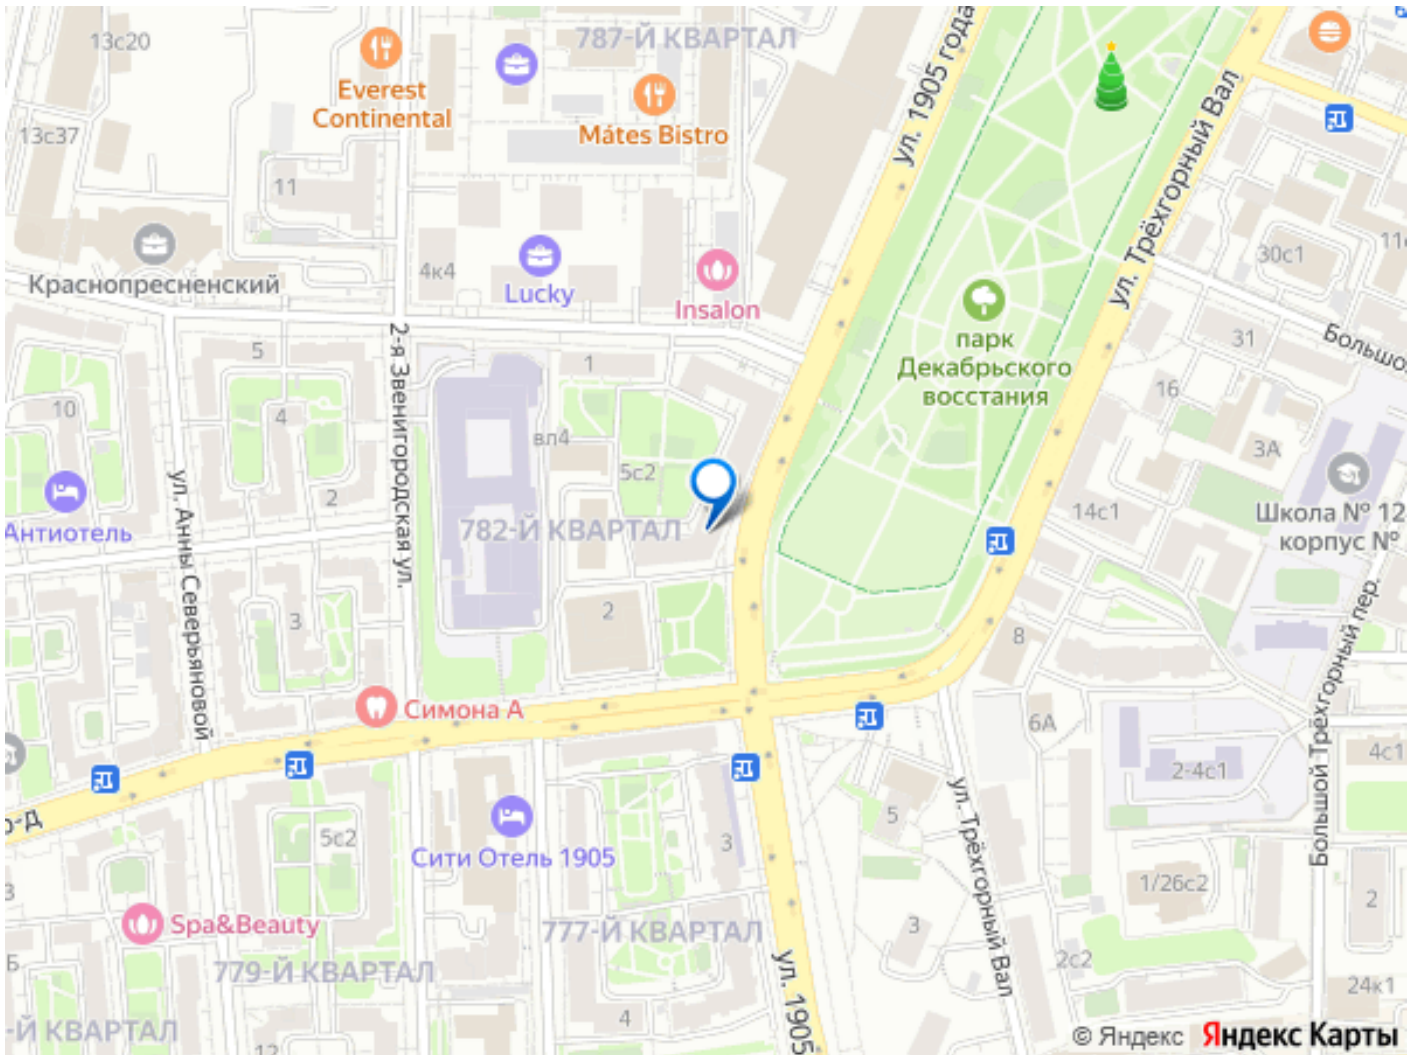 13с20
787-Й КВАРТАЛ
ул. 1905 года
Everest
Continental
Mátes Bistro
13с37
ул. Трёхгорный Вал
11
30с1
Краснопресненский
4к4
Lucky
Insalon
парк
Декабрьского
восстания
31
Большо
5
1
2-я Звенигородская ул.
16
10
4
вл4
3А
5с2
2
Антиотель
782-Й КВАРТАЛ
14с1
Школа № 12
корпус №
ул. Анны Северьяновой
3
2
8
Большой Трёхгорный пер.
Симона А
6А
4с1
2-4с1
о-д
5с2
Сити Отель 1905
3
5
ул. Трёхгорный Вал
1/26с2
2
Spa&Beauty
777-Й КВАРТАЛ
3
779-Й КВАРТАЛ
ул. 1905
2с2
24к1
-Й КВАРТАЛ
4
12
© Яндекс Яндекс Карты